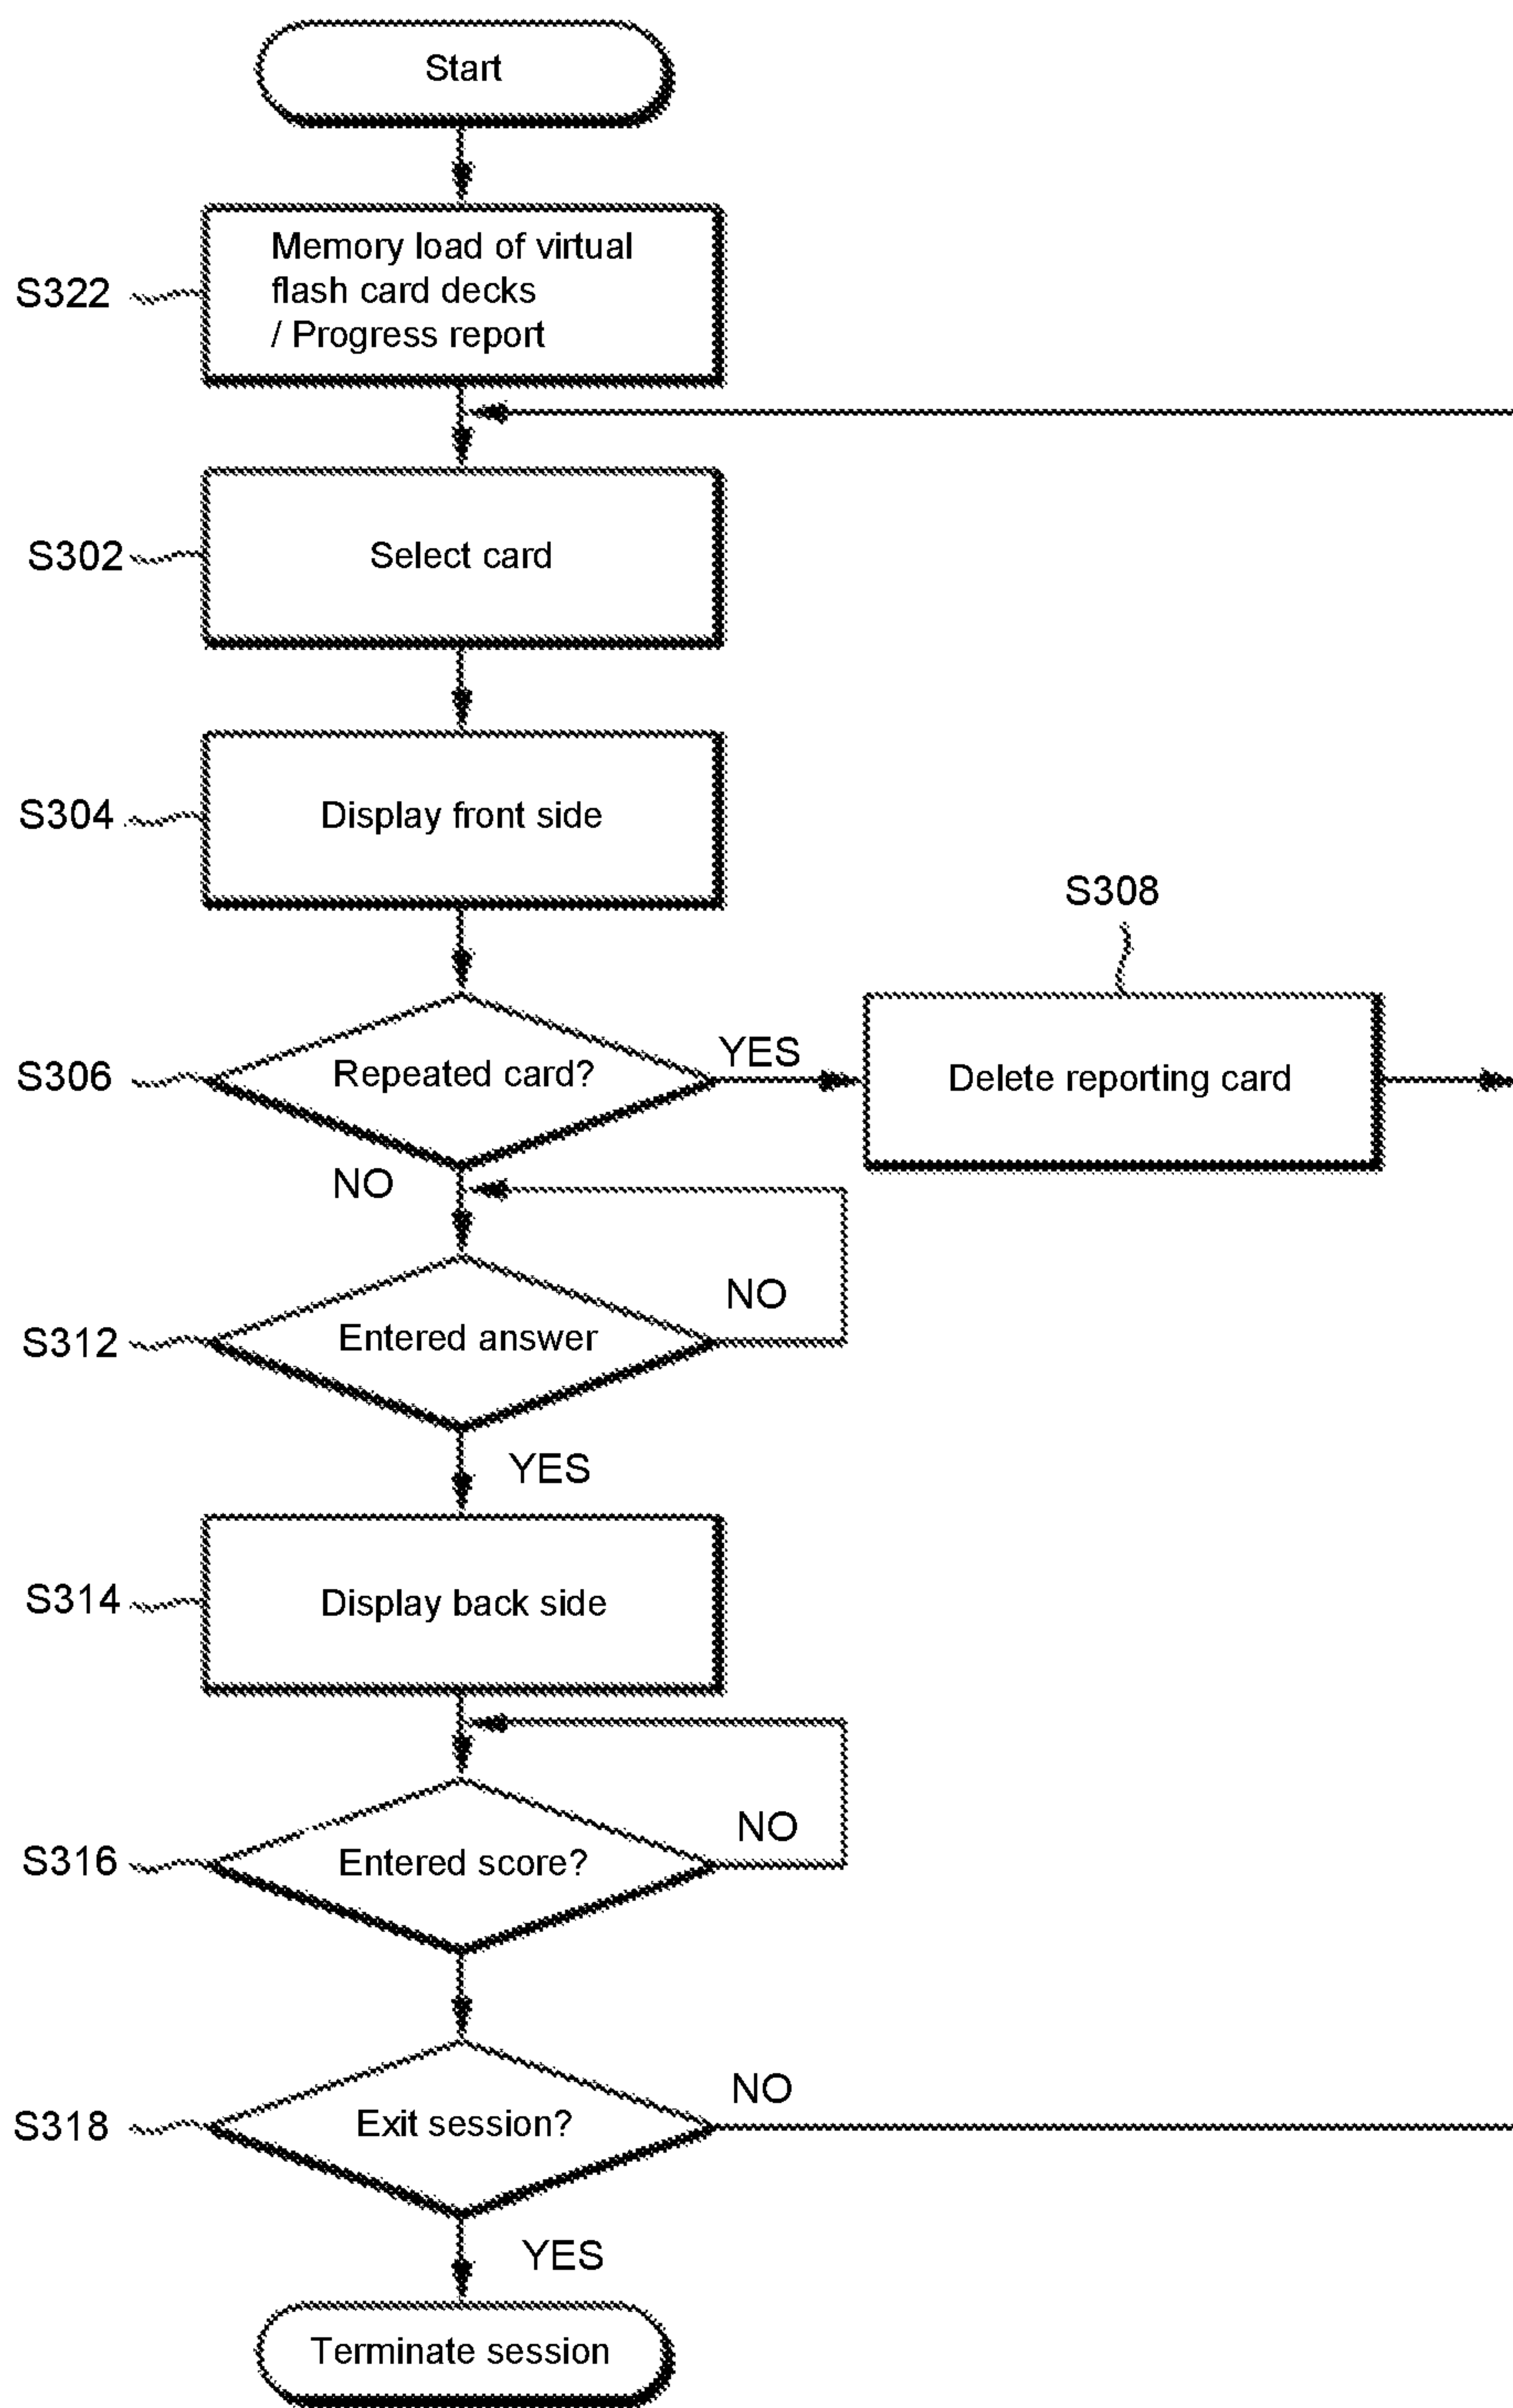 Start
S322
Memory load of virtual
flash card decks
/ Progress report
S302
Select card
S304
Display front side
S308
S306
Repeated card?
YES
Delete reporting card
NO
S312
Entered answer
NO
YES
S314
Display back side
S316
Entered score?
NO
S318
Exit session?
NO
YES
Terminate session